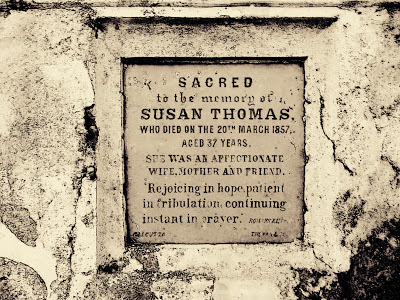 SACRED
to the memory of
SUSAN THOMAS,
WHO DIED ON THE 20TH MARCH 1857,
AGED 37 YEARS.
SHE WAS AN AFFECTIONATE
WIFE, MOTHER AND FRIEND.
"Rejoicing in hope, patient
in tribulation, continuing
instant in prayer."